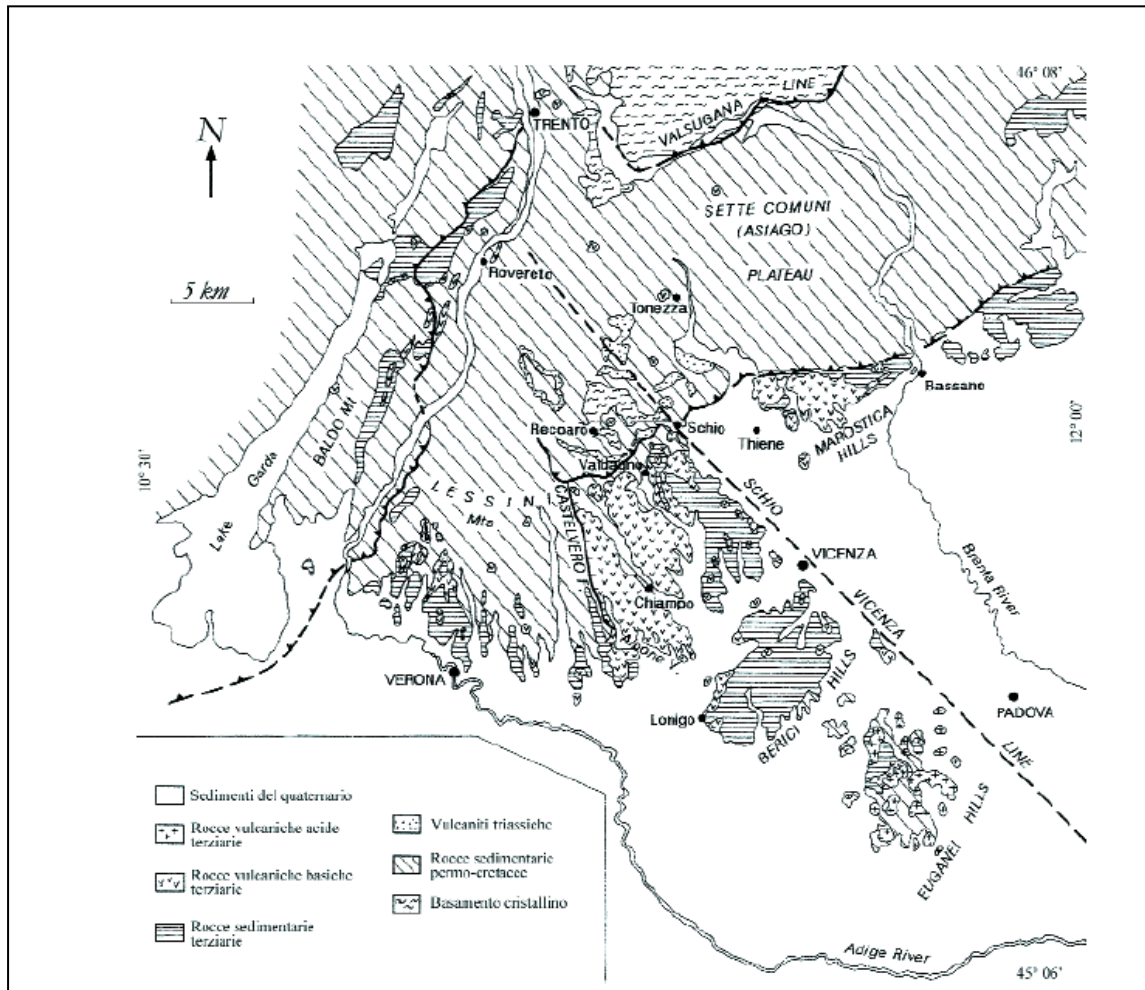 46° 08'
N
TRENTO
VALSUGANA LINE
SETTE COMUNI
(ASIAGO)
PLATEAU
Rovereto
5 km
Tonezza
Bassano
BALDO Mt
Recoaro
Schio
Thiene
MAROSTICA
HILLS
12° 00'
10° 30'
Lake Garda
Valdagno
LESSINI
Mts
CASTELVERO F.
SCHIO VICENZA LINE
VICENZA
Brenta River
Chiampo
VERONA
Lonigo
BERICI HILLS
PADOVA
EUGANEI HILLS
Adige River
45° 06'
Sedimenti del quaternario
Rocce vulcaniche acide
terziarie
Rocce vulcaniche basiche
terziarie
Rocce sedimentarie
terziarie
Vulcaniti triassiche
Rocce sedimentarie
permo-cretacee
Basamento cristallino